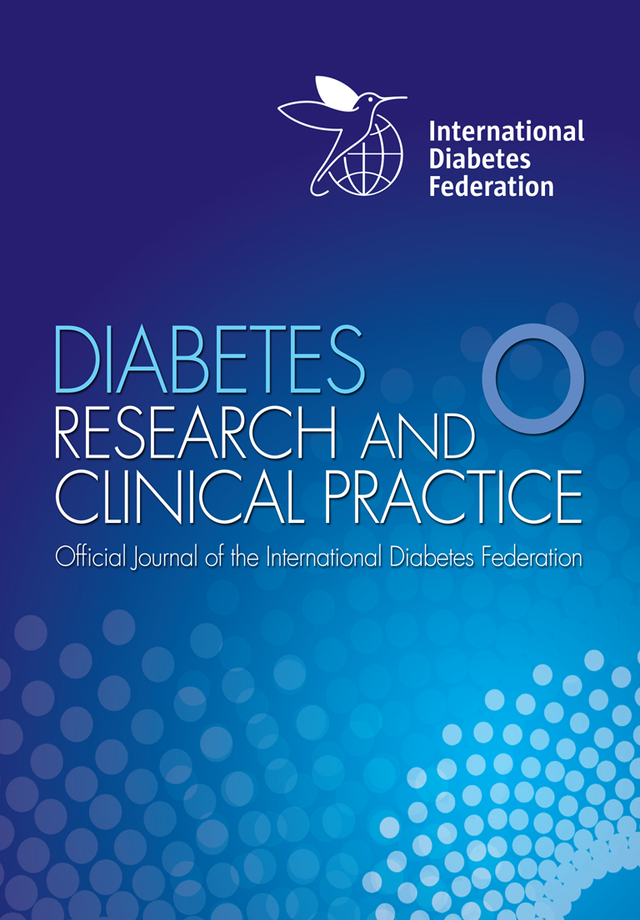 International
Diabetes
Federation
DIABETES
RESEARCH AND
CLINICAL PRACTICE
Official Journal of the International Diabetes Federation